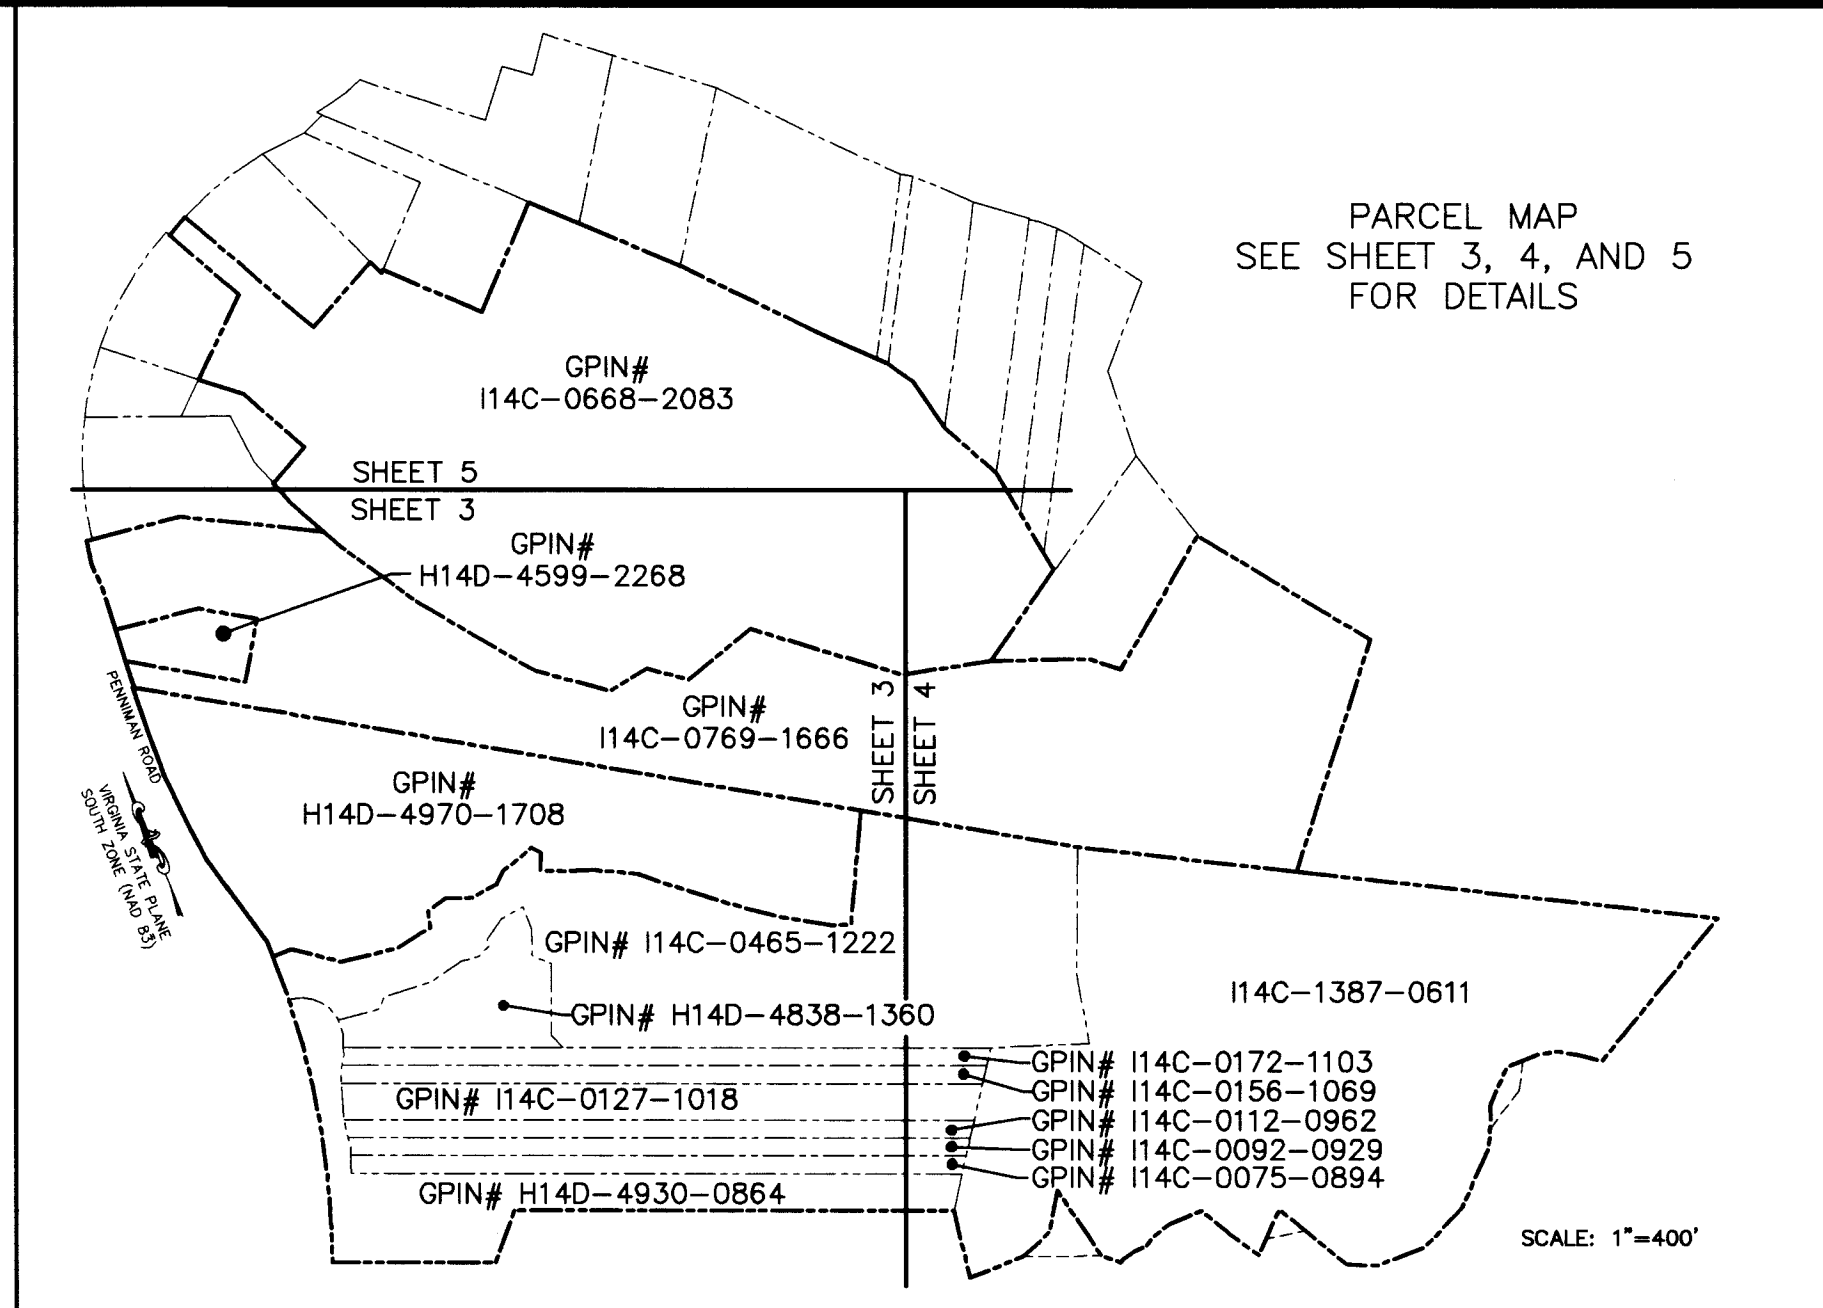 PARCEL MAP
SEE SHEET 3, 4, AND 5
FOR DETAILS
GPIN#
I14C-0668-2083
SHEET 5
SHEET 3
GPIN#
H14D-4599-2268
GPIN#
I14C-0769-1666
SHEET 3
SHEET 4
PENNIMAN ROAD
VIRGINIA STATE PLANE
SOUTH ZONE (NAD 83)
GPIN#
H14D-4970-1708
GPIN# I14C-0465-1222
GPIN# H14D-4838-1360
I14C-1387-0611
GPIN# I14C-0172-1103
GPIN# I14C-0156-1069
GPIN# I14C-0127-1018
GPIN# I14C-0112-0962
GPIN# I14C-0092-0929
GPIN# I14C-0075-0894
GPIN# H14D-4930-0864
SCALE: 1"=400'